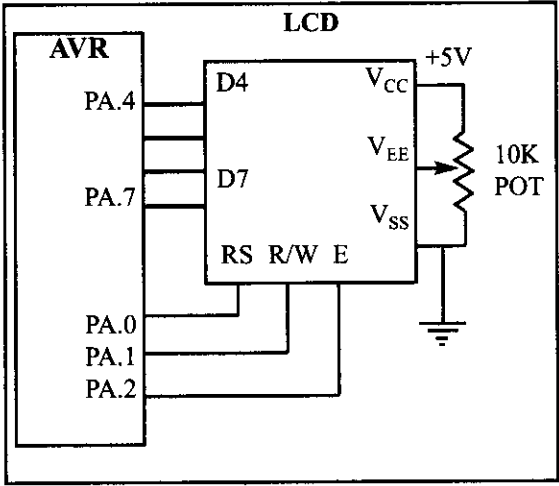 LCD
AVR
+5V
PA.4
D4
V_CC
V_EE
10K
POT
D7
PA.7
V_SS
RS R/W E
PA.0
PA.1
PA.2